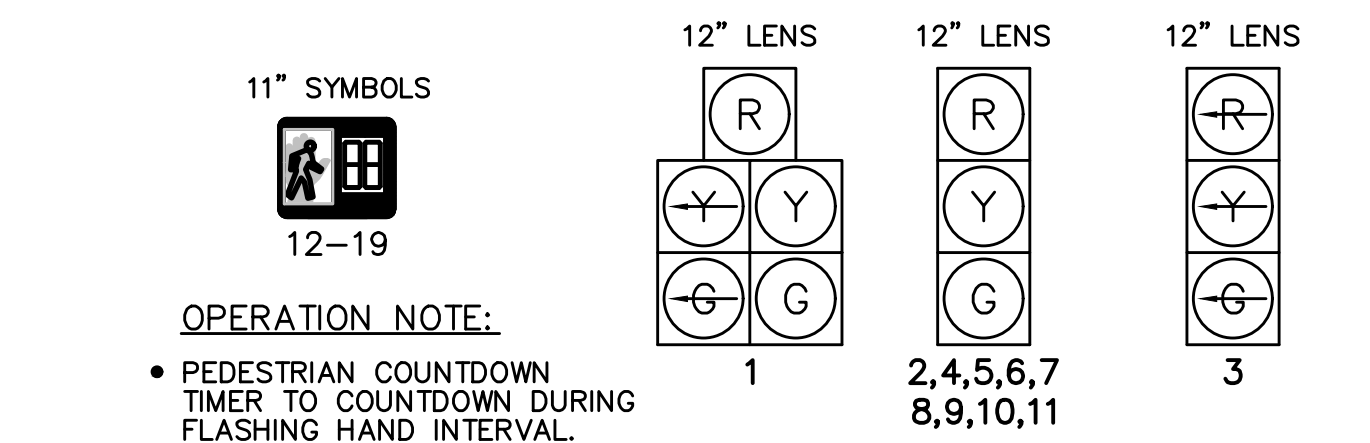 11" SYMBOLS
12-19
OPERATION NOTE:
• PEDESTRIAN COUNTDOWN
TIMER TO COUNTDOWN DURING
FLASHING HAND INTERVAL.
12" LENS
R
Y Y
G G
1
12" LENS
R
Y
G
2,4,5,6,7
8,9,10,11
12" LENS
R
Y
G
3